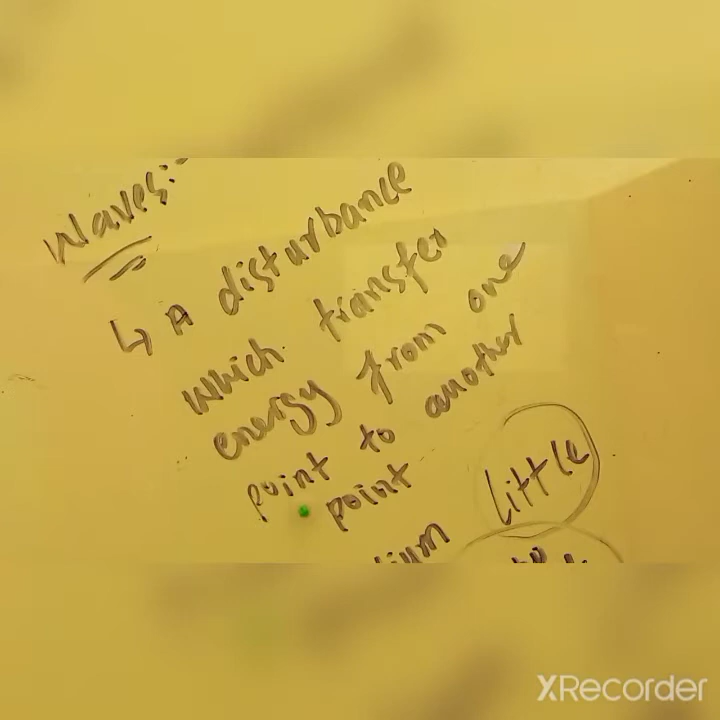 Waves:-
↳ A disturbance
which transfer
energy from one
point to another
point
little
XRecorder